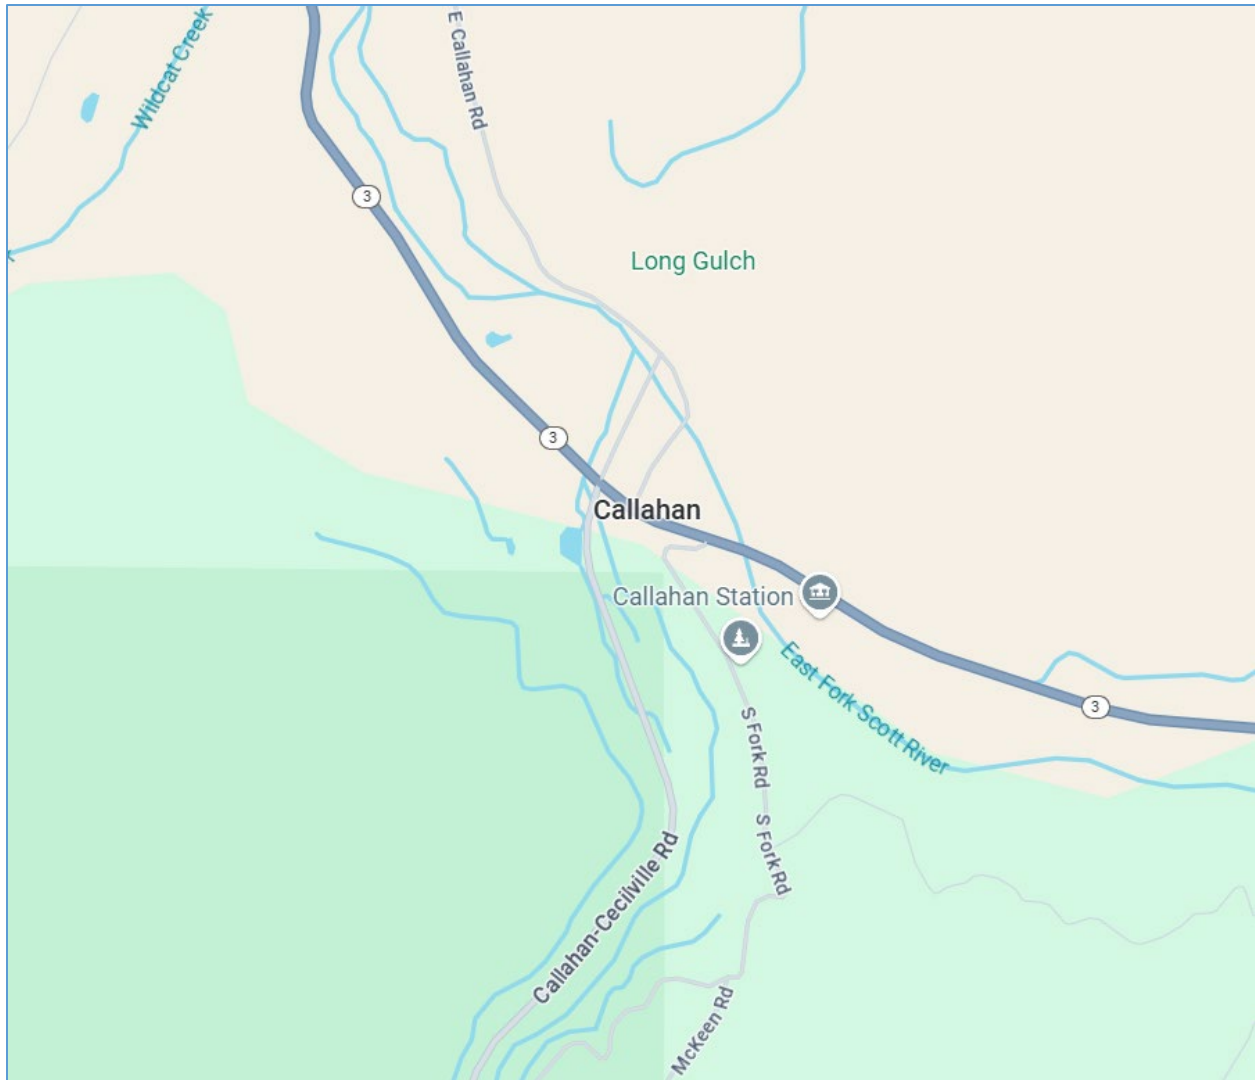 Wildcat Creek
E Callahan Rd
3
Long Gulch
3
Callahan
Callahan Station
East Fork Scott River
3
S Fork Rd
S Fork Rd
Callahan-Cecilville Rd
McKeen Rd